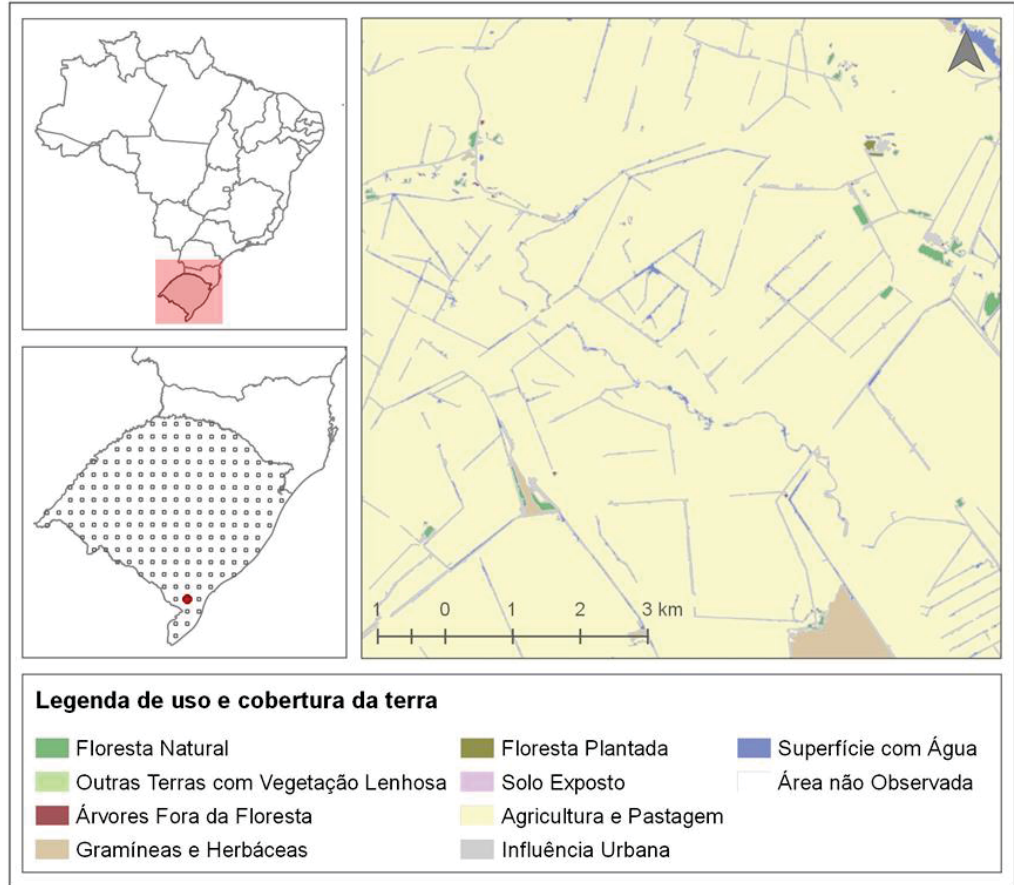 1 0 1 2 3 km
Legenda de uso e cobertura da terra
Floresta Natural
Outras Terras com Vegetação Lenhosa
Árvores Fora da Floresta
Gramíneas e Herbáceas
Floresta Plantada
Solo Exposto
Agricultura e Pastagem
Influência Urbana
Superfície com Água
Área não Observada